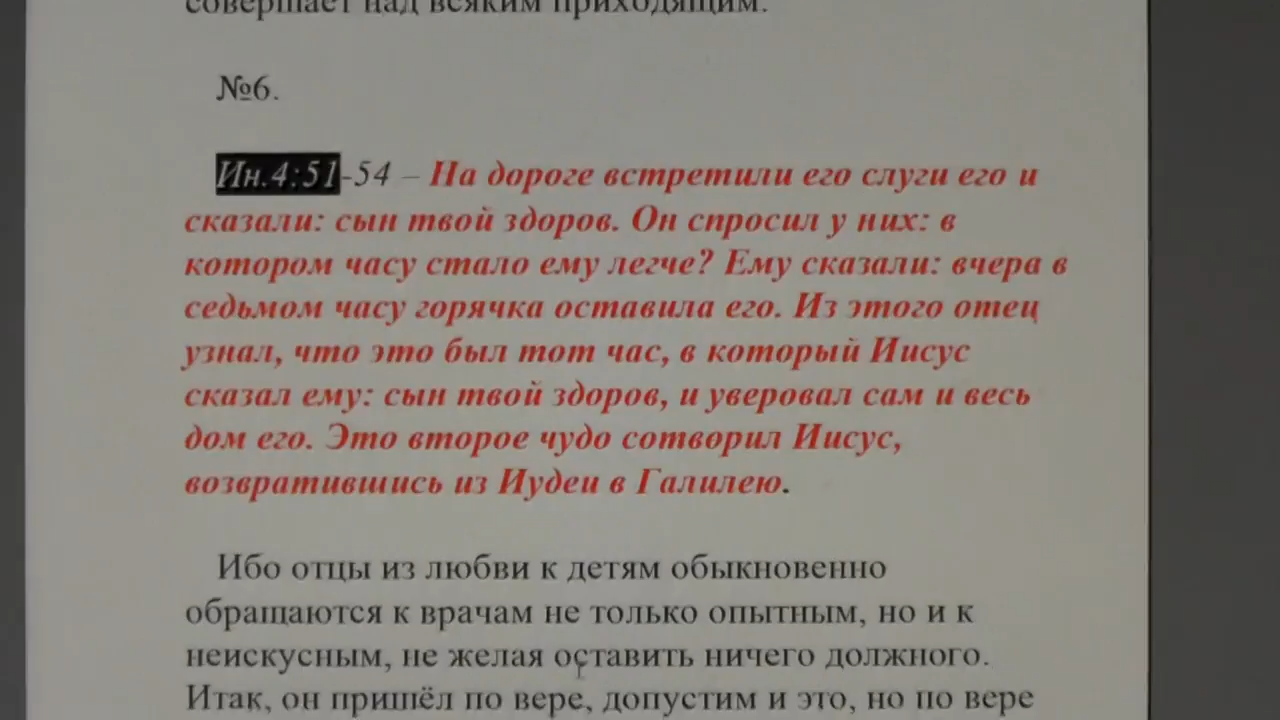 совершает над всяким приходящим.
№6.
Ин.4:51-54 – На дороге встретили его слуги его и
сказали: сын твой здоров. Он спросил у них: в
котором часу стало ему легче? Ему сказали: вчера в
седьмом часу горячка оставила его. Из этого отец
узнал, что это был тот час, в который Иисус
сказал ему: сын твой здоров, и уверовал сам и весь
дом его. Это второе чудо сотворил Иисус,
возвратившись из Иудеи в Галилею.
Ибо отцы из любви к детям обыкновенно
обращаются к врачам не только опытным, но и к
неискусным, не желая оставить ничего должного.
Итак, он пришёл по вере, допустим и это, но по вере